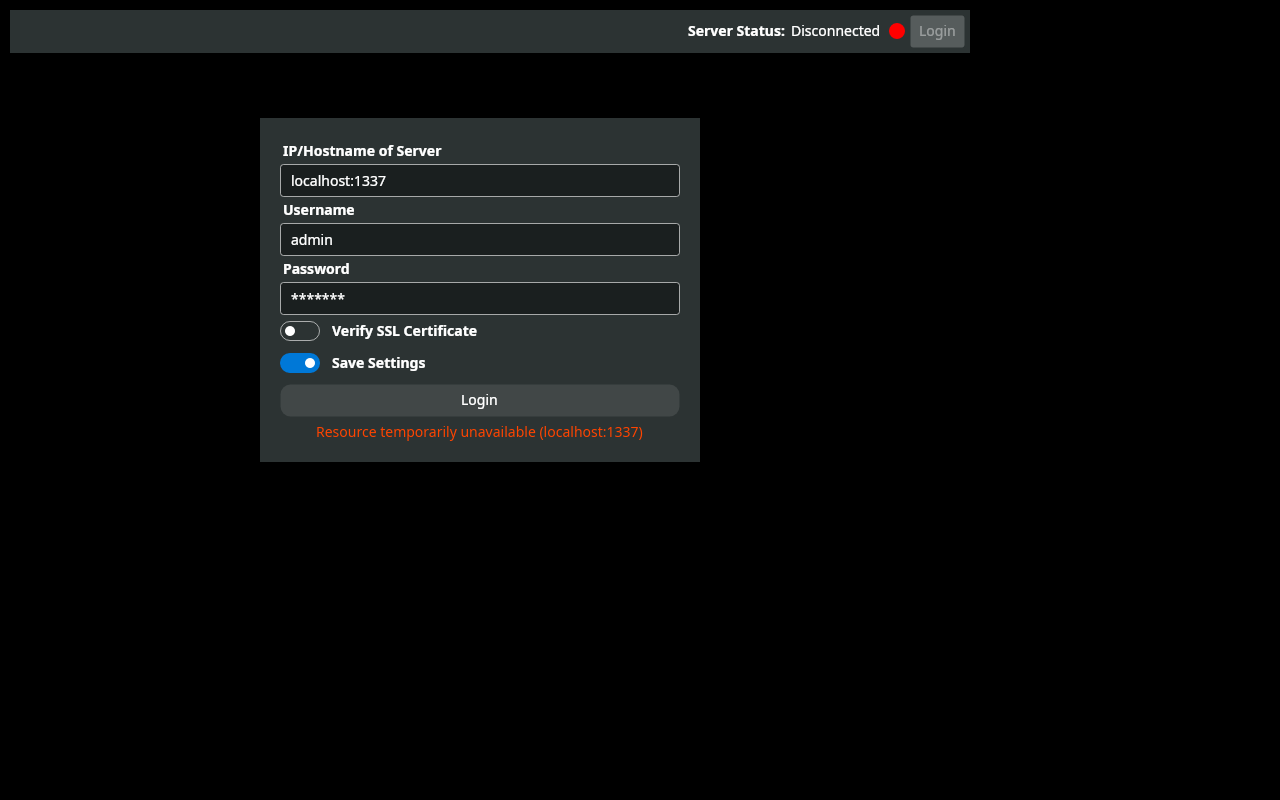 Server Status: Disconnected Login
IP/Hostname of Server
localhost:1337
Username
admin
Password
*******
Verify SSL Certificate
Save Settings
Login
Resource temporarily unavailable (localhost:1337)